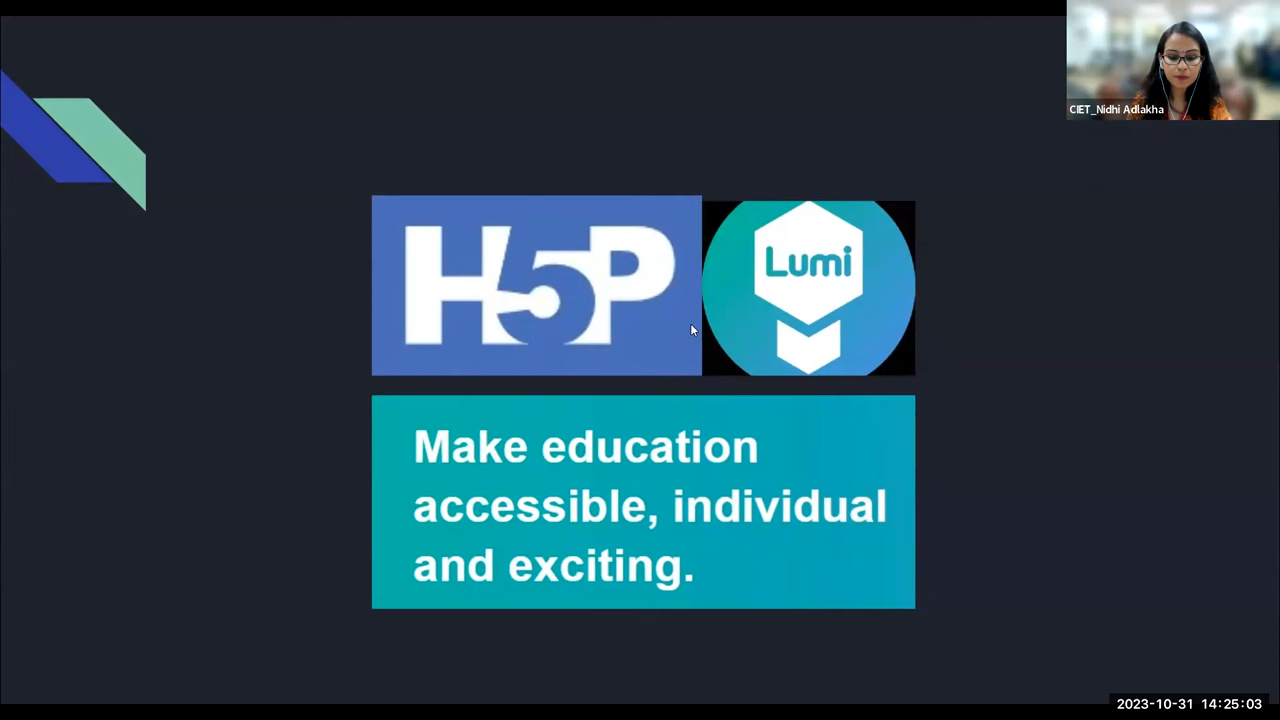 CIET_Nidhi Adlakha
H5P
Lumi
Make education
accessible, individual
and exciting.
2023-10-31 14:25:03